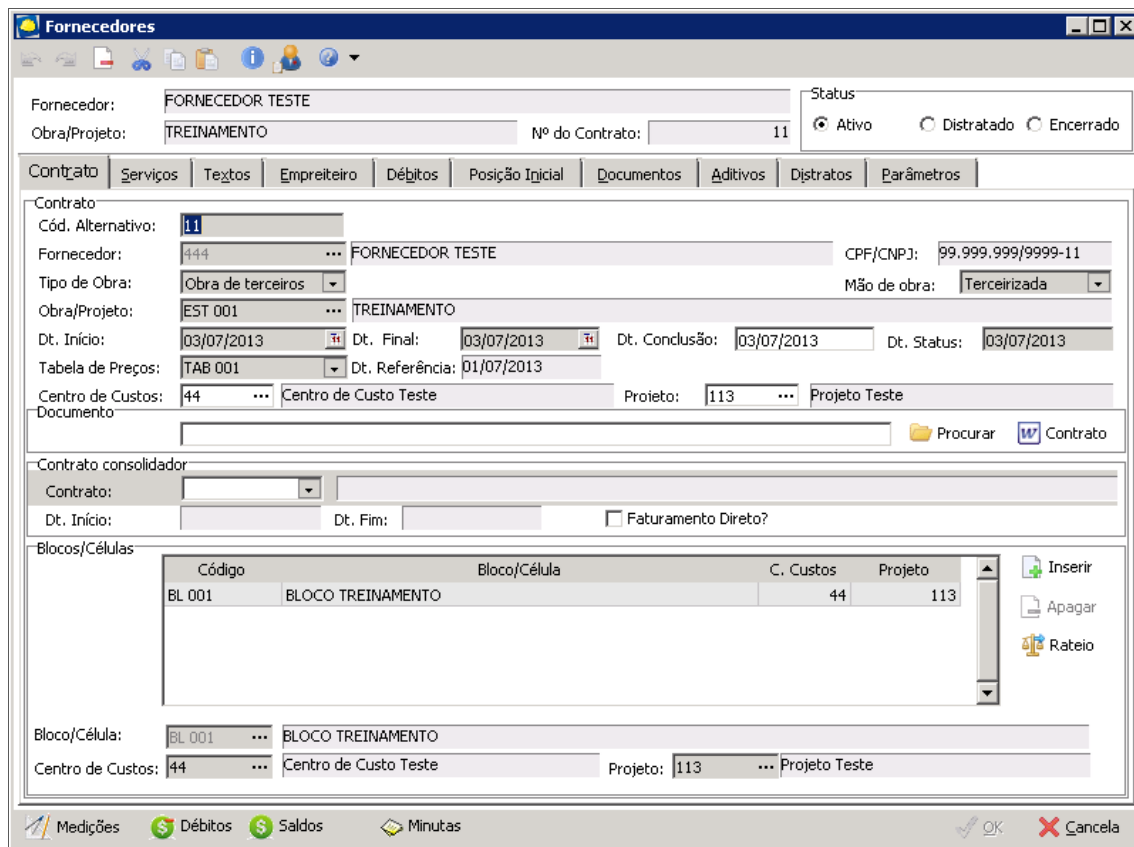 Fornecedores
Fornecedor: FORNECEDOR TESTE
Status
Obra/Projeto: TREINAMENTO Nº do Contrato: 11 Ativo Distratado Encerrado
Contrato Serviços Textos Empreiteiro Débitos Posição Inicial Documentos Aditivos Distratos Parâmetros
Contrato
Cód. Alternativo: 11
Fornecedor: 444 ... FORNECEDOR TESTE CPF/CNPJ: 99.999.999/9999-11
Tipo de Obra: Obra de terceiros Mão de obra: Terceirizada
Obra/Projeto: EST 001 ... TREINAMENTO
Dt. Início: 03/07/2013 Dt. Final: 03/07/2013 Dt. Conclusão: 03/07/2013 Dt. Status: 03/07/2013
Tabela de Preços: TAB 001 Dt. Referência: 01/07/2013
Centro de Custos: 44 ... Centro de Custo Teste Projeto: 113 ... Projeto Teste
Documento
Procurar W Contrato
Contrato consolidador
Contrato:
Dt. Início: Dt. Fim: Faturamento Direto?
Blocos/Células
Código Bloco/Célula C. Custos Projeto Inserir
BL 001 BLOCO TREINAMENTO 44 113
Apagar
Rateio
Bloco/Célula: BL 001 ... BLOCO TREINAMENTO
Centro de Custos: 44 ... Centro de Custo Teste Projeto: 113 ... Projeto Teste
Medições Débitos Saldos Minutas OK Cancela